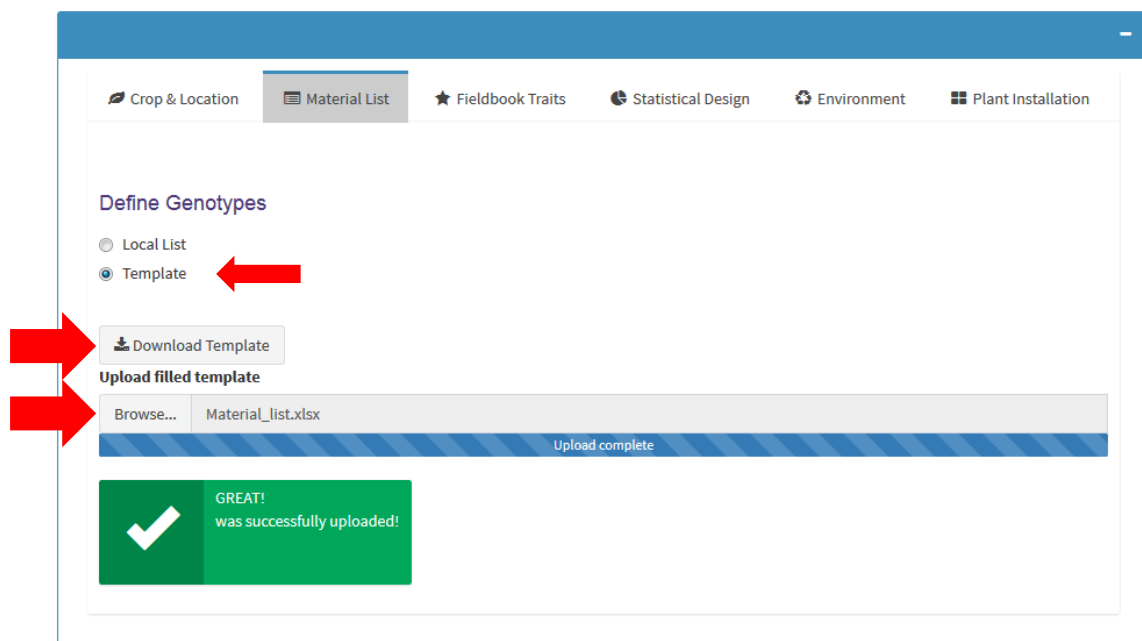 Crop & Location Material List Fieldbook Traits Statistical Design Environment Plant Installation
Define Genotypes
Local List
Template
Download Template
Upload filled template
Browse... Material_list.xlsx
Upload complete
GREAT!
was successfully uploaded!